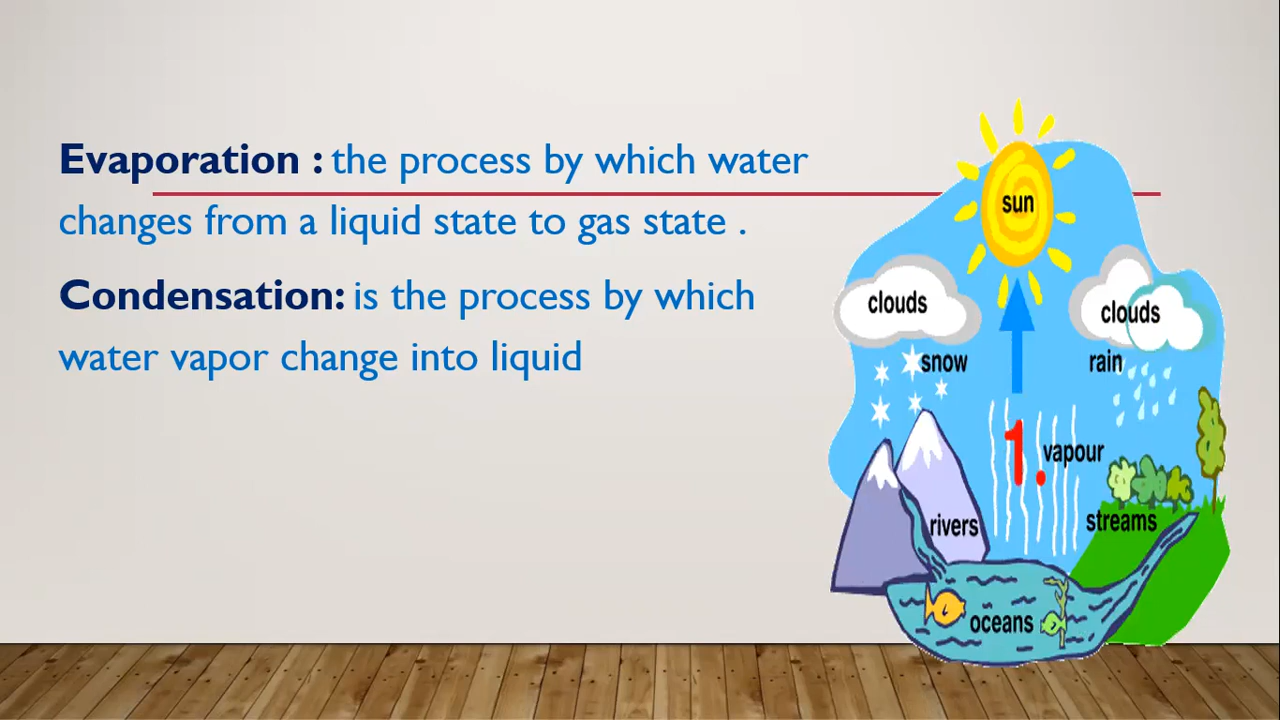 Evaporation : the process by which water
changes from a liquid state to gas state .
Condensation: is the process by which
water vapor change into liquid
sun
clouds
clouds
snow
rain
1.
vapour
rivers
streams
oceans